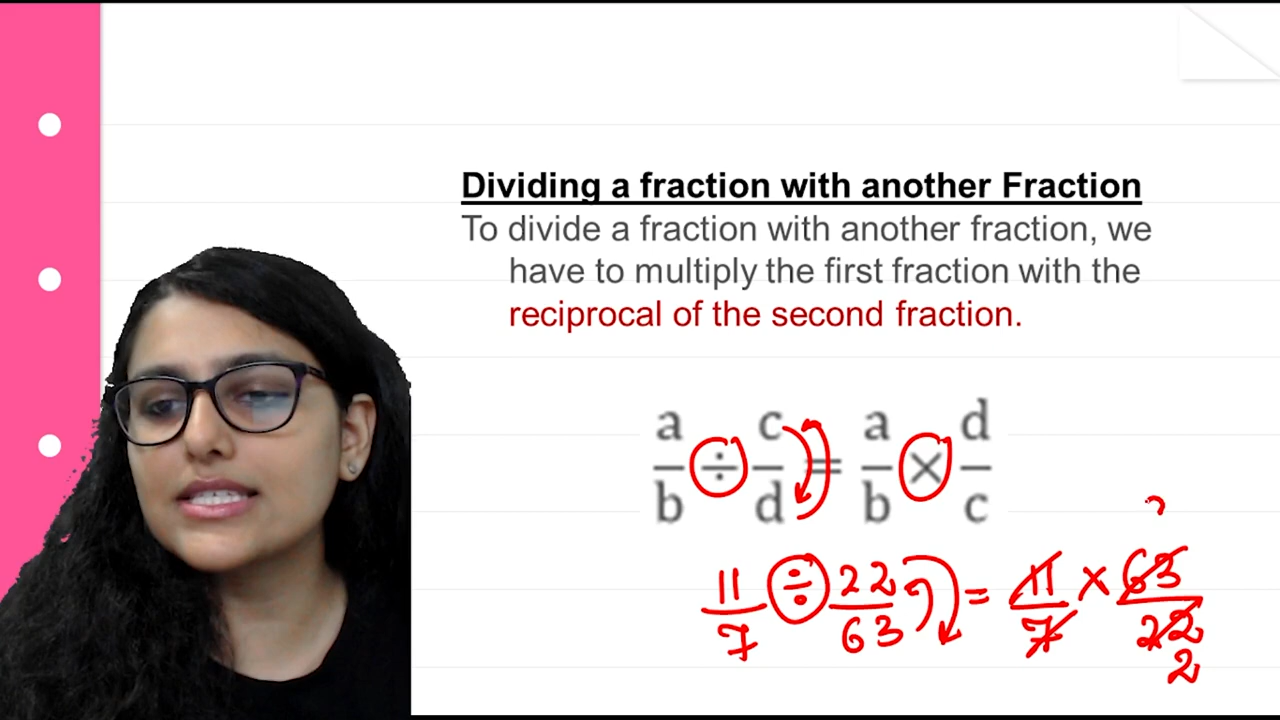 Dividing a fraction with another Fraction
To divide a fraction with another fraction, we
have to multiply the first fraction with the
reciprocal of the second fraction.
a/b ÷ c/d = a/b × d/c
11/7 ÷ 22/63 = 11/7 × 63/22
2